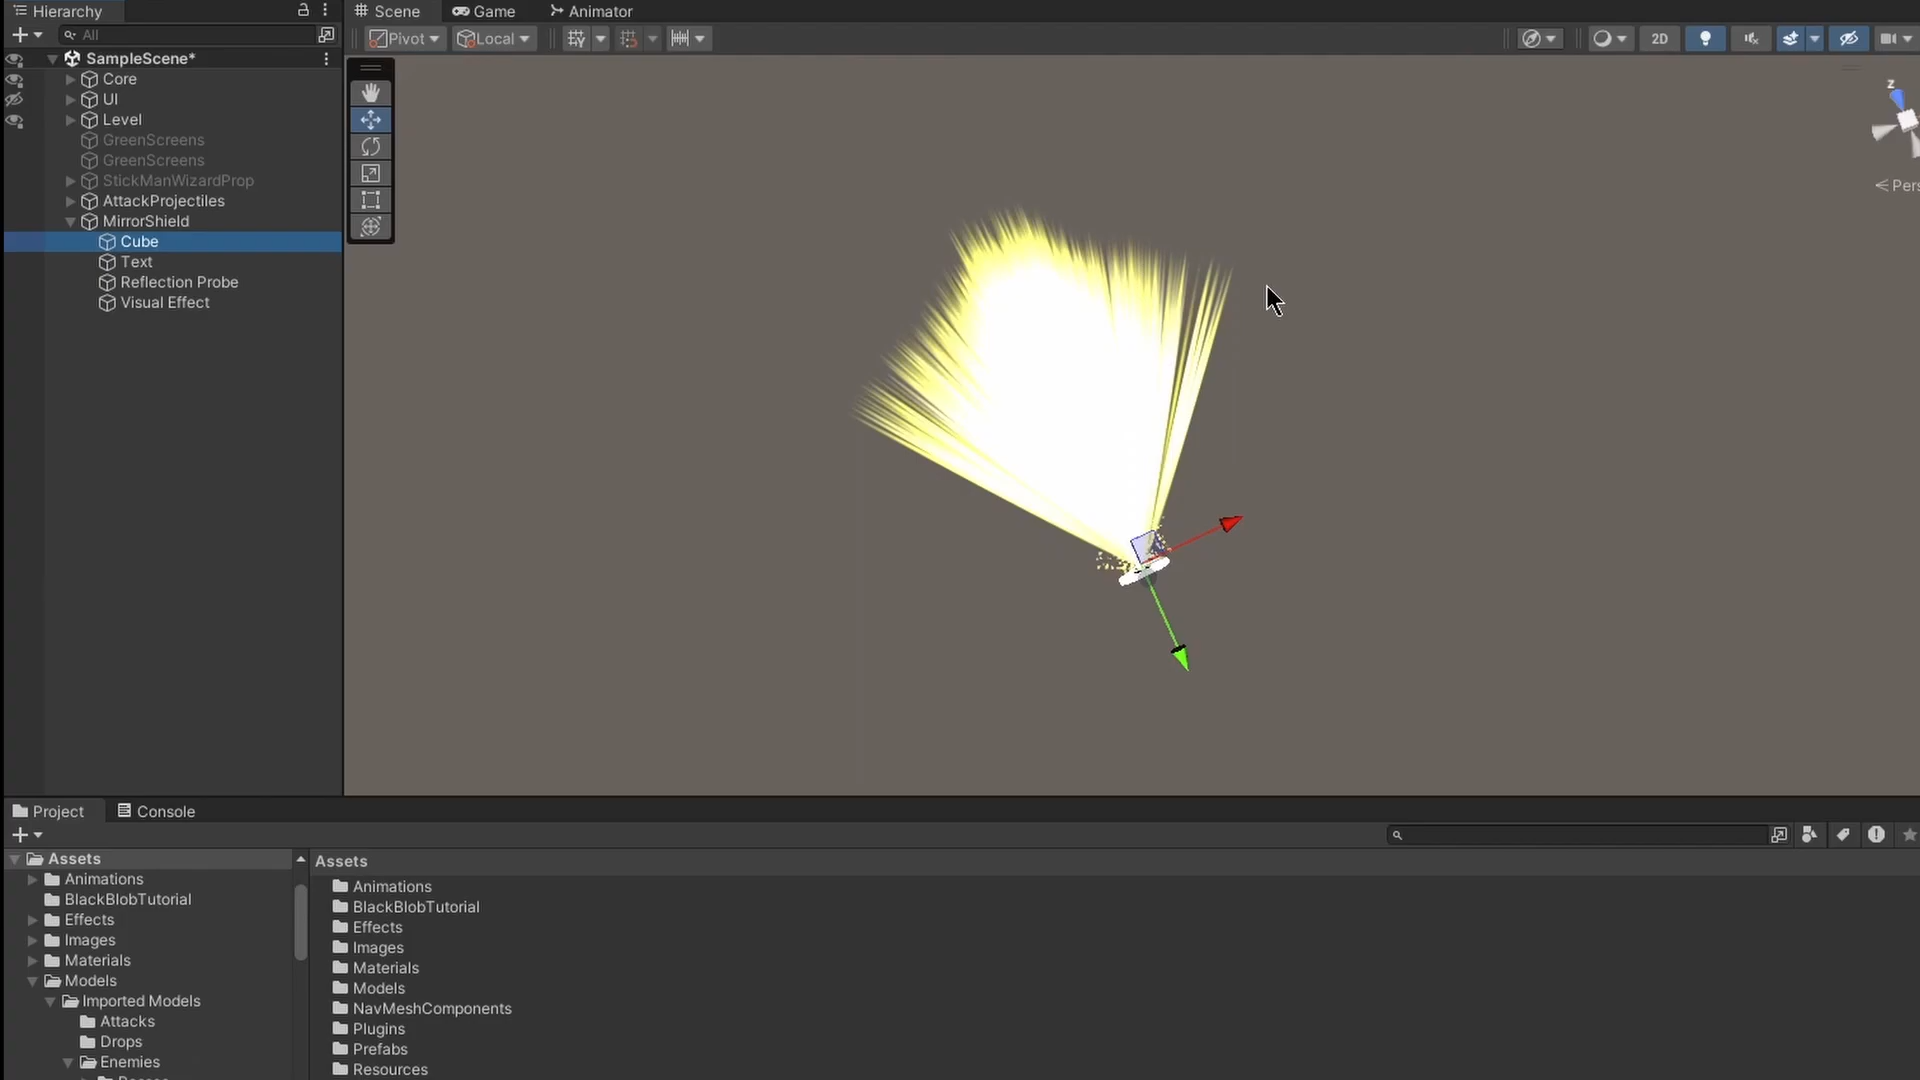 Hierarchy
All
SampleScene*
Core
UI
Level
GreenScreens
GreenScreens
StickManWizardProp
AttackProjectiles
MirrorShield
Cube
Text
Reflection Probe
Visual Effect
Scene Game Animator
Pivot Local 2D
z
Pers
Project Console
Assets
Animations
BlackBlobTutorial
Effects
Images
Materials
Models
Imported Models
Attacks
Drops
Enemies
Assets
Animations
BlackBlobTutorial
Effects
Images
Materials
Models
NavMeshComponents
Plugins
Prefabs
Resources